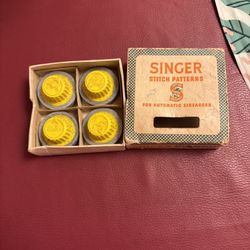 SINGER
STITCH PATTERNS
S
FOR AUTOMATIC ZIGZAGGER